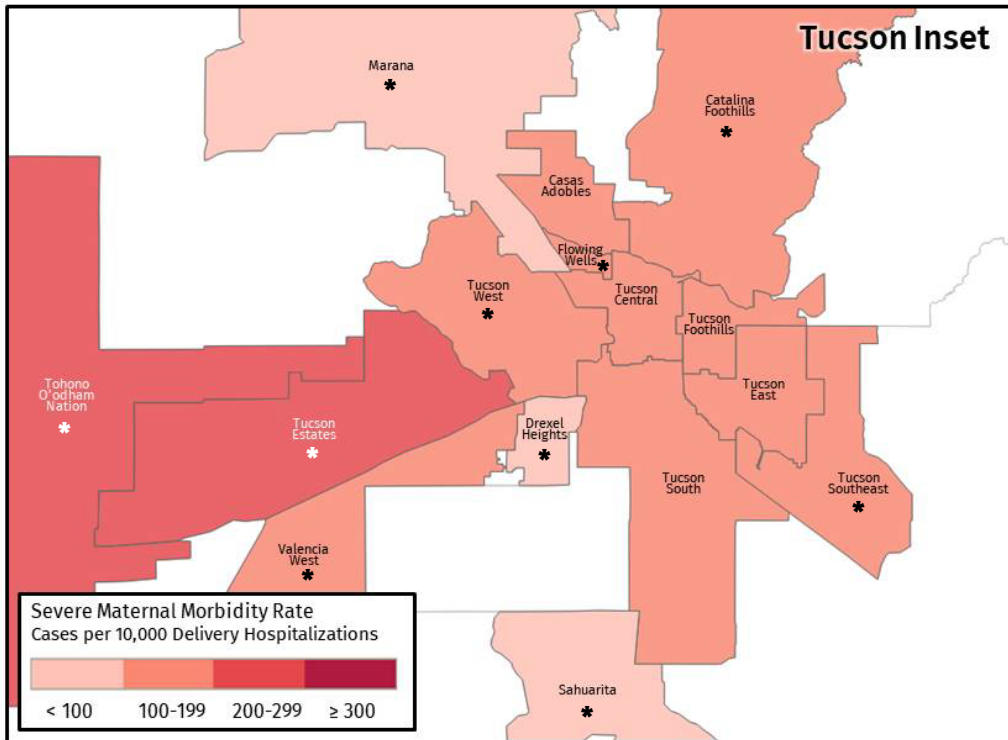 Tucson Inset
Marana
*
Catalina
Foothills
*
Casas
Adobles
Flowing
Wells *
Tucson
West
*
Tucson
Central
Tucson
Foothills
Tohono
O'odham
Nation
*
Tucson
East
Tucson
Estates
*
Drexel
Heights
*
Tucson
South
Tucson
Southeast
*
Valencia
West
*
Sahuarita
*
Severe Maternal Morbidity Rate
Cases per 10,000 Delivery Hospitalizations
< 100 100-199 200-299 ≥ 300